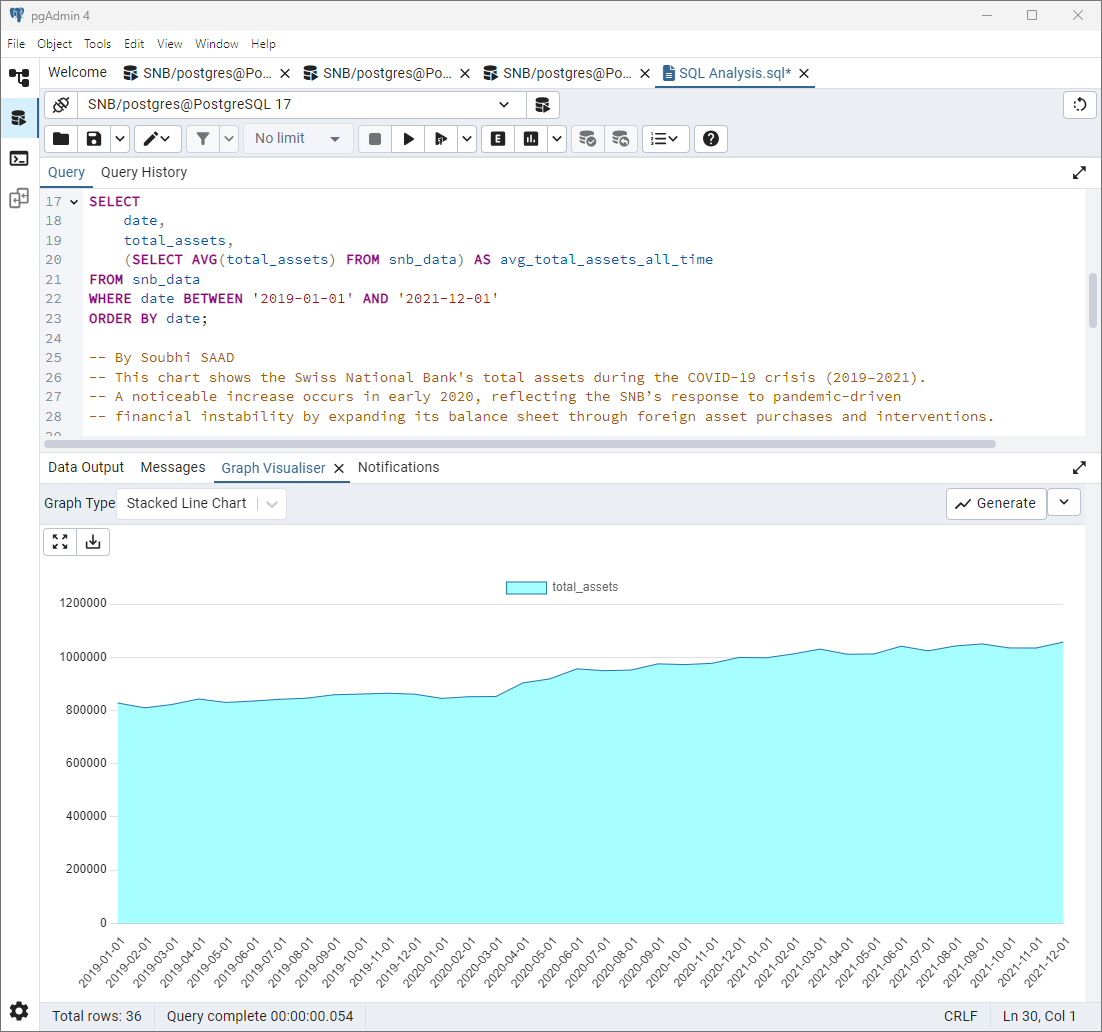 pgAdmin 4
File Object Tools Edit View Window Help
Welcome SNB/postgres@Po... SNB/postgres@Po... SNB/postgres@Po... SQL Analysis.sql*
SNB/postgres@PostgreSQL 17
No limit E
Query Query History
17 SELECT
18 date,
19 total_assets,
20 (SELECT AVG(total_assets) FROM snb_data) AS avg_total_assets_all_time
21 FROM snb_data
22 WHERE date BETWEEN '2019-01-01' AND '2021-12-01'
23 ORDER BY date;
24
25 -- By Soubhi SAAD
26 -- This chart shows the Swiss National Bank's total assets during the COVID-19 crisis (2019–2021).
27 -- A noticeable increase occurs in early 2020, reflecting the SNB’s response to pandemic-driven
28 -- financial instability by expanding its balance sheet through foreign asset purchases and interventions.
Data Output Messages Graph Visualiser Notifications
Graph Type Stacked Line Chart Generate
total_assets
1200000
1000000
800000
600000
400000
200000
0
2019-01-01 2019-02-01 2019-03-01 2019-04-01 2019-05-01 2019-06-01 2019-07-01 2019-08-01 2019-09-01 2019-10-01 2019-11-01 2019-12-01 2020-01-01 2020-02-01 2020-03-01 2020-04-01 2020-05-01 2020-06-01 2020-07-01 2020-08-01 2020-09-01 2020-10-01 2020-11-01 2020-12-01 2021-01-01 2021-02-01 2021-03-01 2021-04-01 2021-05-01 2021-06-01 2021-07-01 2021-08-01 2021-09-01 2021-10-01 2021-11-01 2021-12-01
Total rows: 36 Query complete 00:00:00.054 CRLF Ln 30, Col 1